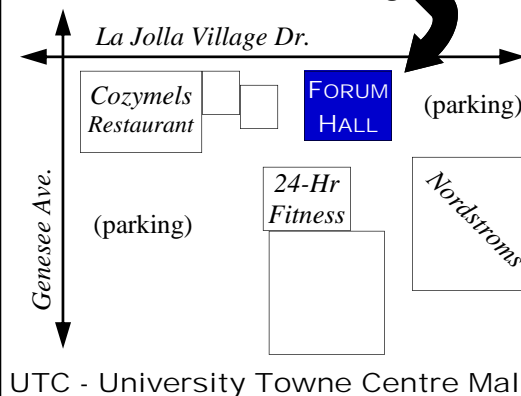 La Jolla Village Dr.
Cozymels
Restaurant
FORUM
HALL
(parking)
Genesee Ave.
(parking)
24-Hr
Fitness
Nordstroms
UTC - University Towne Centre Mal